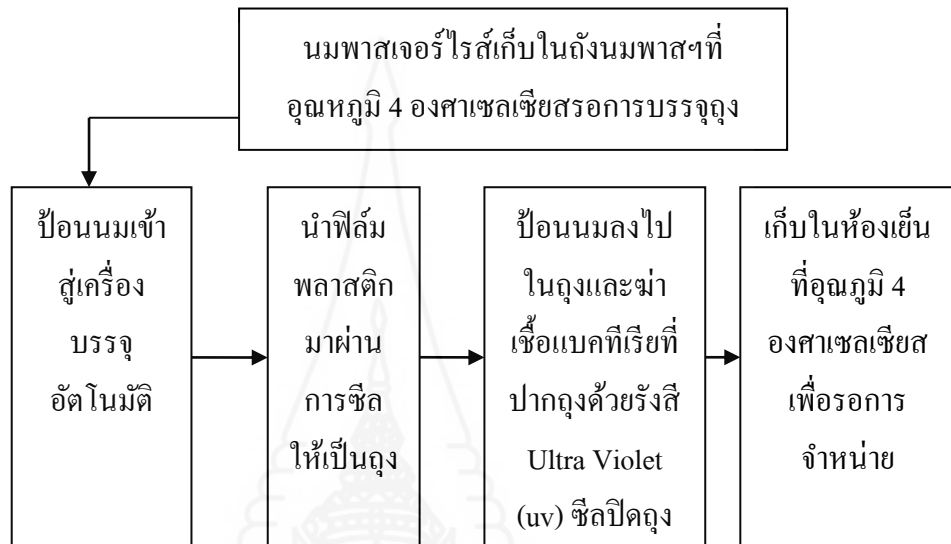 นมพาสเจอร์ไรส์เก็บในถังนมพาสฯที่
อุณหภูมิ 4 องศาเซลเซียสรอการบรรจุถุง
ป้อนนมเข้า
สู่เครื่อง
บรรจุ
อัตโนมัติ
นำฟิล์ม
พลาสติก
มาผ่าน
การซีล
ให้เป็นถุง
ป้อนนมลงไป
ในถุงและฆ่า
เชื้อแบคทีเรียที่
ปากถุงด้วยรังสี
Ultra Violet
(uv) ซีลปิดถุง
เก็บในห้องเย็น
ที่อุณภูมิ 4
องศาเซลเซียส
เพื่อรอการ
จำหน่าย